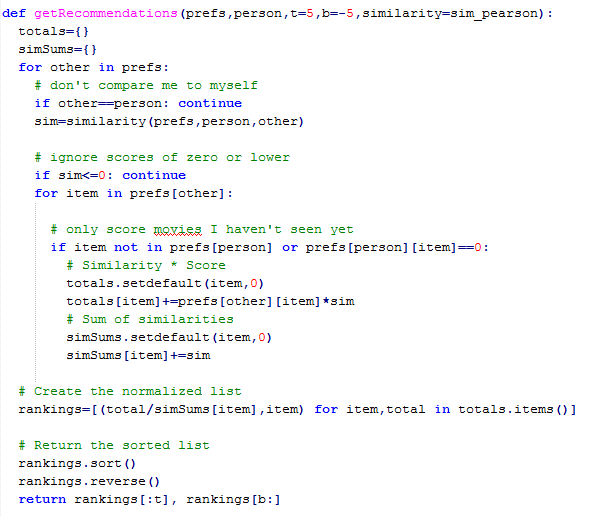 def getRecommendations(prefs,person,t=5,b=-5,similarity=sim_pearson):
  totals={}
  simSums={}
  for other in prefs:
    # don't compare me to myself
    if other==person: continue
    sim=similarity(prefs,person,other)

    # ignore scores of zero or lower
    if sim<=0: continue
    for item in prefs[other]:

      # only score movies I haven't seen yet
      if item not in prefs[person] or prefs[person][item]==0:
        # Similarity * Score
        totals.setdefault(item,0)
        totals[item]+=prefs[other][item]*sim
        # Sum of similarities
        simSums.setdefault(item,0)
        simSums[item]+=sim

  # Create the normalized list
  rankings=[(total/simSums[item],item) for item,total in totals.items()]

  # Return the sorted list
  rankings.sort()
  rankings.reverse()
  return rankings[:t], rankings[b:]